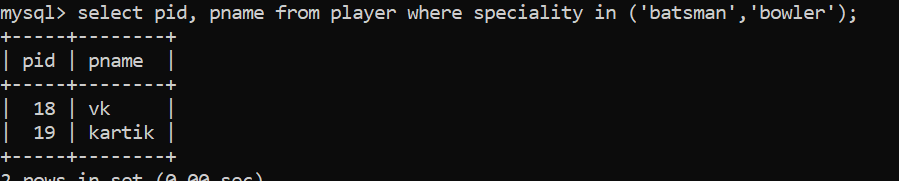 mysql> select pid, pname from player where speciality in ('batsman','bowler');
+-----+--------+
| pid | pname  |
+-----+--------+
|  18 | vk     |
|  19 | kartik |
+-----+--------+
2 rows in set (0.00 sec)